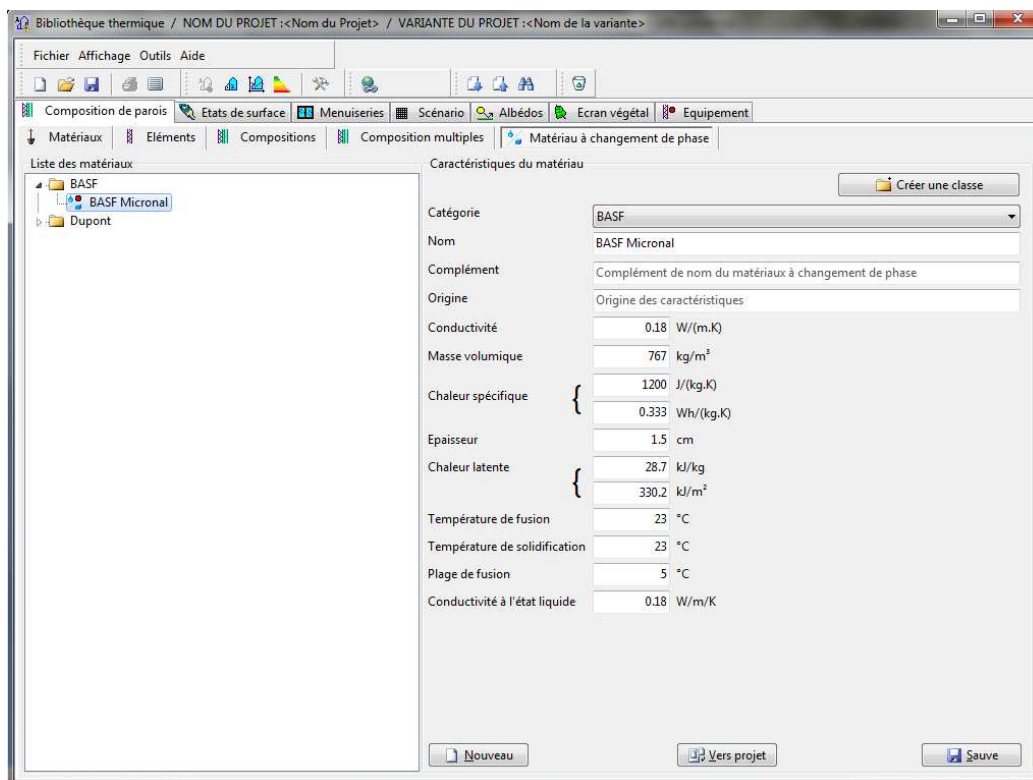 Bibliothèque thermique / NOM DU PROJET :<Nom du Projet> / VARIANTE DU PROJET :<Nom de la variante>
Fichier Affichage Outils Aide
Composition de parois Etats de surface Menuiseries Scénario Albédos Ecran végétal Equipement
Matériaux Eléments Compositions Composition multiples Matériau à changement de phase
Liste des matériaux
BASF
BASF Micronal
Dupont
Caractéristiques du matériau
Créer une classe
Catégorie BASF
Nom BASF Micronal
Complément Complément de nom du matériaux à changement de phase
Origine Origine des caractéristiques
Conductivité 0.18 W/(m.K)
Masse volumique 767 kg/m³
Chaleur spécifique { 1200 J/(kg.K)
0.333 Wh/(kg.K)
Epaisseur 1.5 cm
Chaleur latente { 28.7 kJ/kg
330.2 kJ/m²
Température de fusion 23 °C
Température de solidification 23 °C
Plage de fusion 5 °C
Conductivité à l'état liquide 0.18 W/m/K
Nouveau Vers projet Sauve